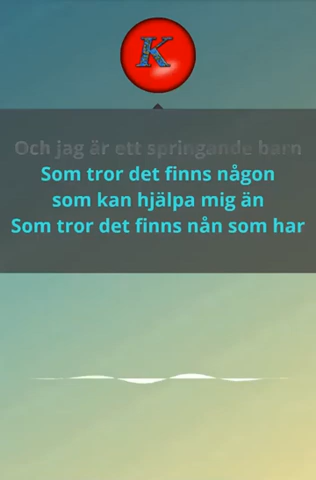 K
Och jag är ett springande barn
Som tror det finns någon
som kan hjälpa mig än
Som tror det finns nån som har